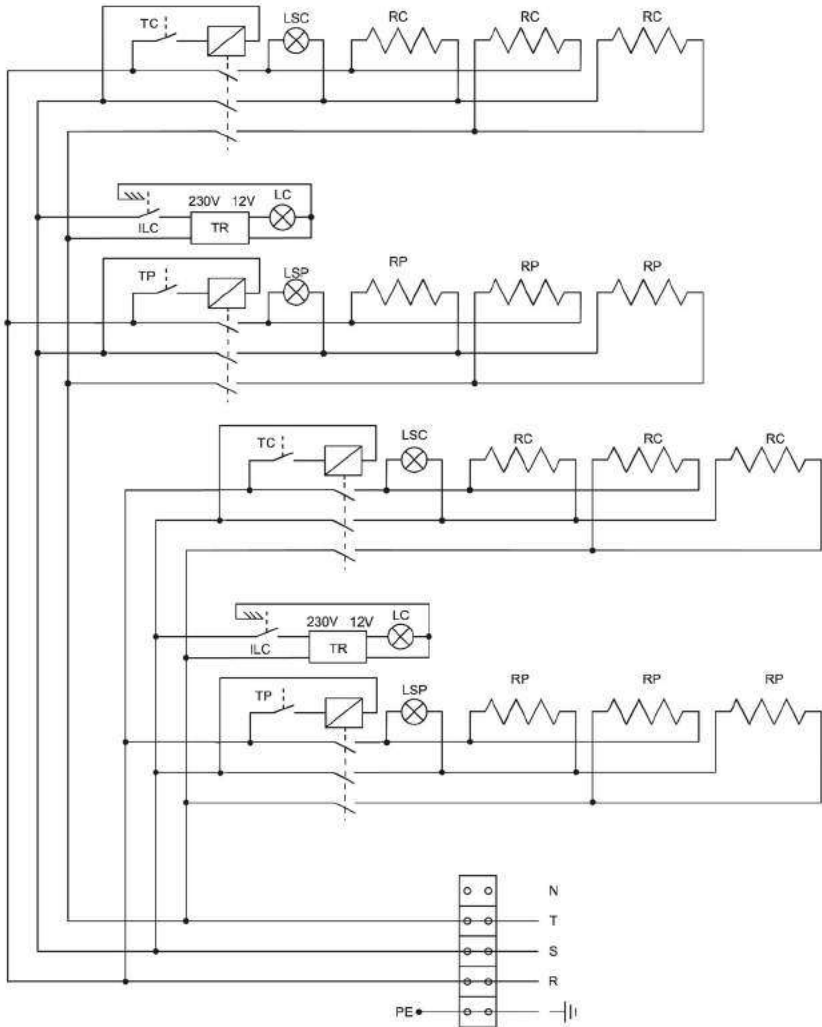 TC LSC RC RC RC
230V 12V LC
ILC TR
TP LSP RP RP RP
TC LSC RC RC RC
230V 12V LC
ILC TR
TP LSP RP RP RP
N
T
S
R
PE